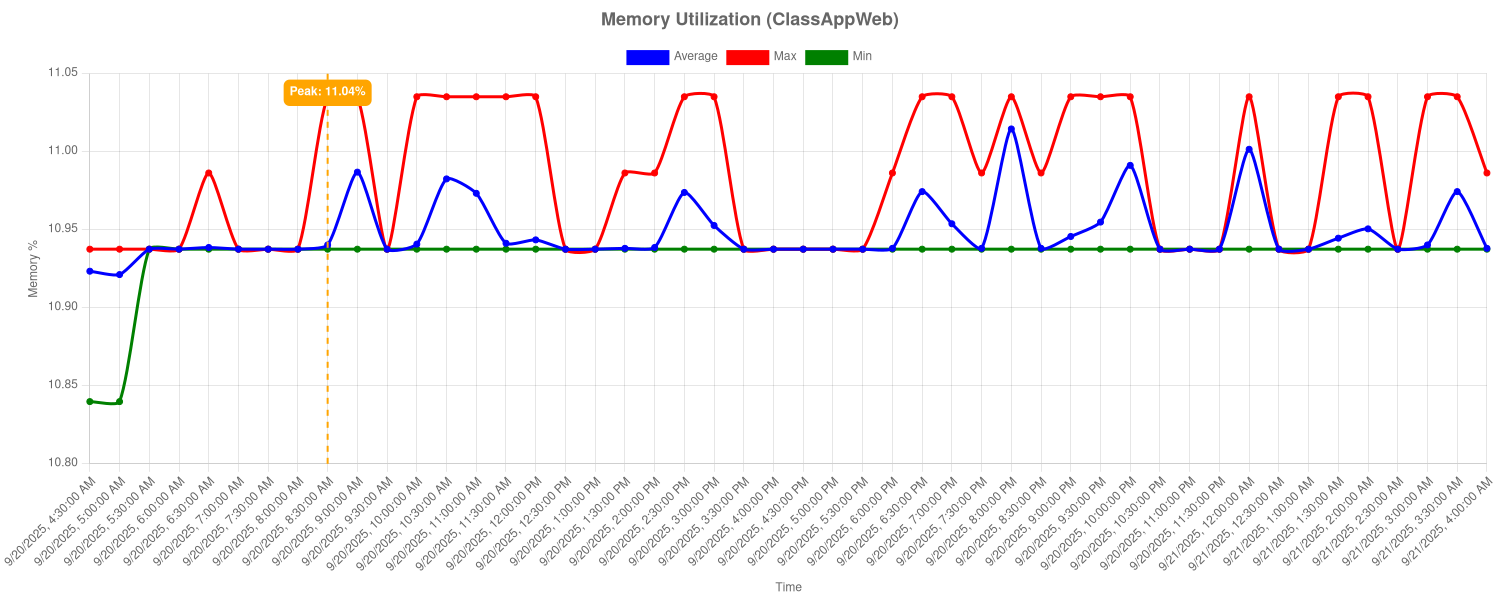 Memory Utilization (ClassAppWeb)
Average Max Min
Peak: 11.04%
11.05
11.00
10.95
10.90
10.85
10.80
Memory %
9/20/2025, 4:30:00 AM
9/20/2025, 5:00:00 AM
9/20/2025, 5:30:00 AM
9/20/2025, 6:00:00 AM
9/20/2025, 6:30:00 AM
9/20/2025, 7:00:00 AM
9/20/2025, 7:30:00 AM
9/20/2025, 8:00:00 AM
9/20/2025, 8:30:00 AM
9/20/2025, 9:00:00 AM
9/20/2025, 9:30:00 AM
9/20/2025, 10:00:00 AM
9/20/2025, 10:30:00 AM
9/20/2025, 11:00:00 AM
9/20/2025, 11:30:00 AM
9/20/2025, 12:00:00 PM
9/20/2025, 12:30:00 PM
9/20/2025, 1:00:00 PM
9/20/2025, 1:30:00 PM
9/20/2025, 2:00:00 PM
9/20/2025, 2:30:00 PM
9/20/2025, 3:00:00 PM
9/20/2025, 3:30:00 PM
9/20/2025, 4:00:00 PM
9/20/2025, 4:30:00 PM
9/20/2025, 5:00:00 PM
9/20/2025, 5:30:00 PM
9/20/2025, 6:00:00 PM
9/20/2025, 6:30:00 PM
9/20/2025, 7:00:00 PM
9/20/2025, 7:30:00 PM
9/20/2025, 8:00:00 PM
9/20/2025, 8:30:00 PM
9/20/2025, 9:00:00 PM
9/20/2025, 9:30:00 PM
9/20/2025, 10:00:00 PM
9/20/2025, 10:30:00 PM
9/20/2025, 11:00:00 PM
9/20/2025, 11:30:00 PM
9/21/2025, 12:00:00 AM
9/21/2025, 12:30:00 AM
9/21/2025, 1:00:00 AM
9/21/2025, 1:30:00 AM
9/21/2025, 2:00:00 AM
9/21/2025, 2:30:00 AM
9/21/2025, 3:00:00 AM
9/21/2025, 3:30:00 AM
9/21/2025, 4:00:00 AM
Time